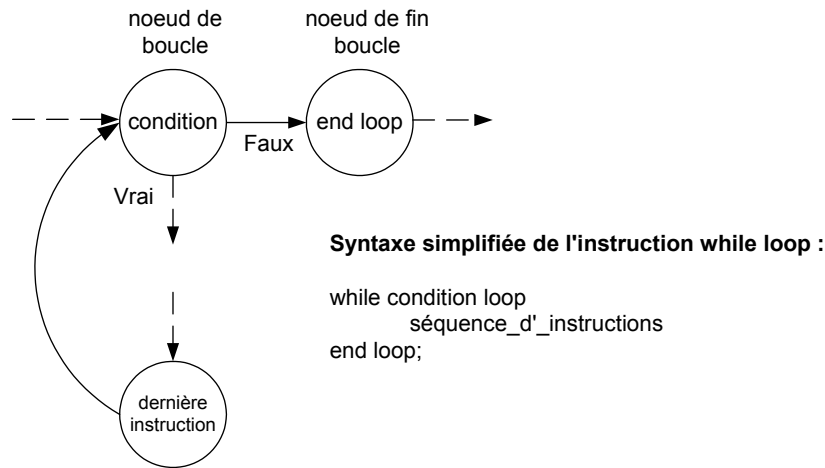 noeud de
boucle
noeud de fin
boucle
condition
end loop
Faux
Vrai
Syntaxe simplifiée de l'instruction while loop :
while condition loop
séquence_d'_instructions
end loop;
dernière
instruction